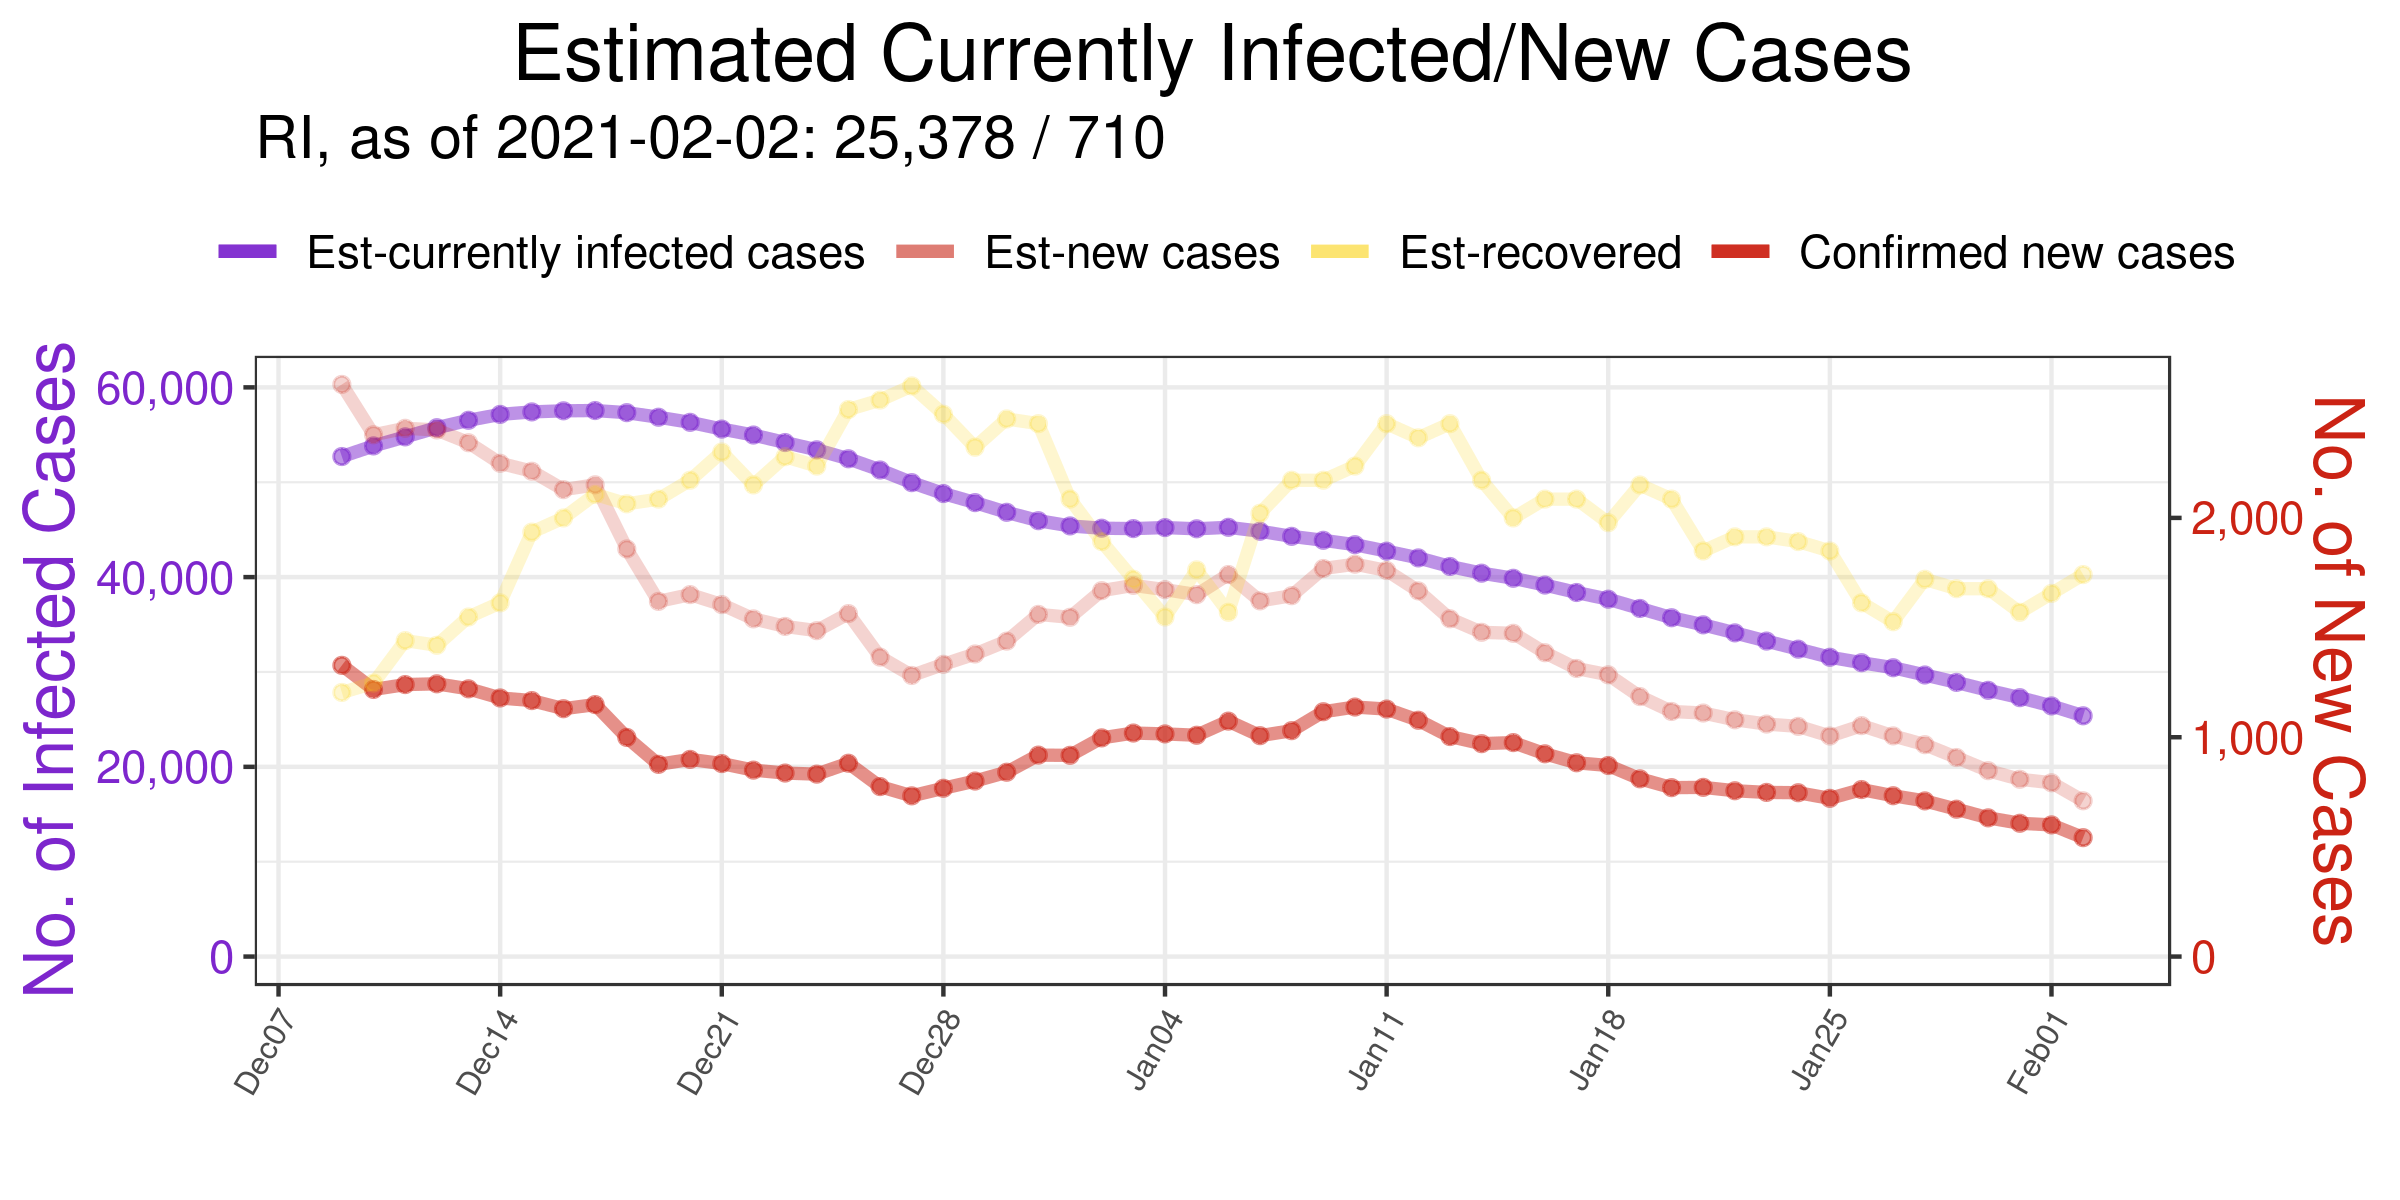 Estimated Currently Infected/New Cases
RI, as of 2021-02-02: 25,378 / 710
Est-currently infected cases Est-new cases Est-recovered Confirmed new cases
No. of Infected Cases
60,000
40,000
20,000
0
2,000
1,000
0
No. of New Cases
Dec07 Dec14 Dec21 Dec28 Jan04 Jan11 Jan18 Jan25 Feb01